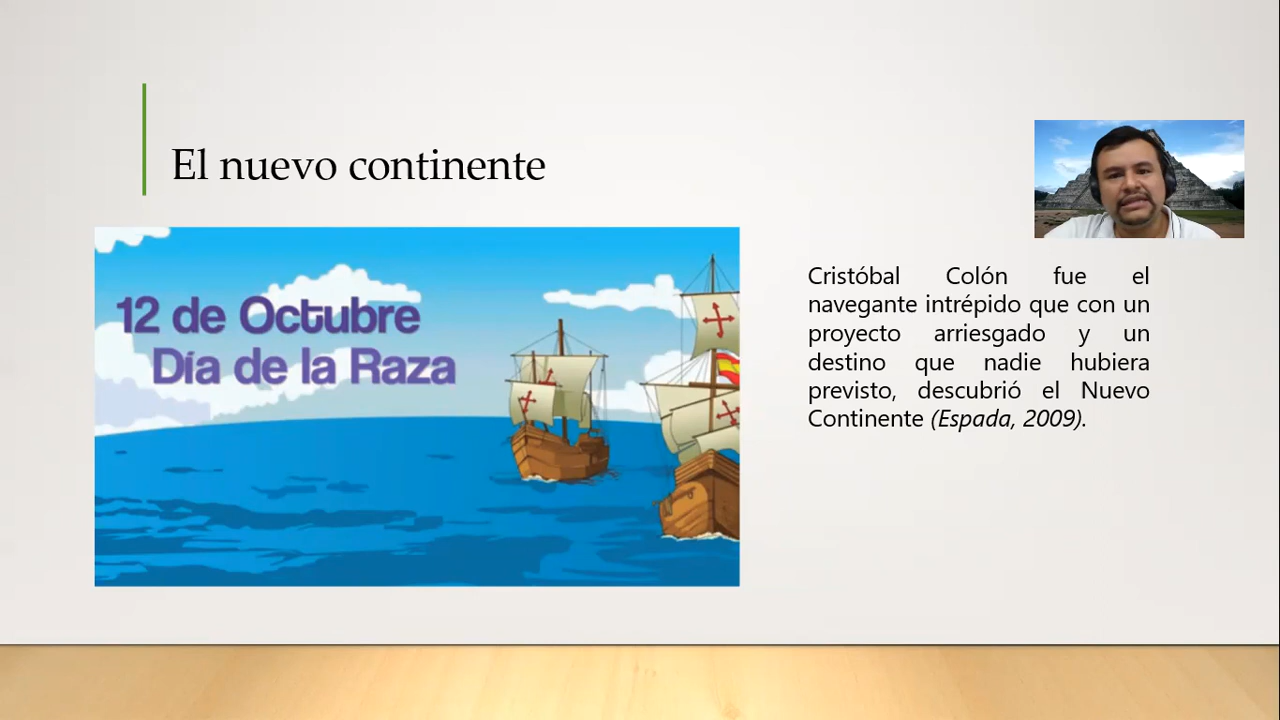 El nuevo continente
12 de Octubre
Día de la Raza
Cristóbal Colón fue el
navegante intrépido que con un
proyecto arriesgado y un
destino que nadie hubiera
previsto, descubrió el Nuevo
Continente (Espada, 2009).